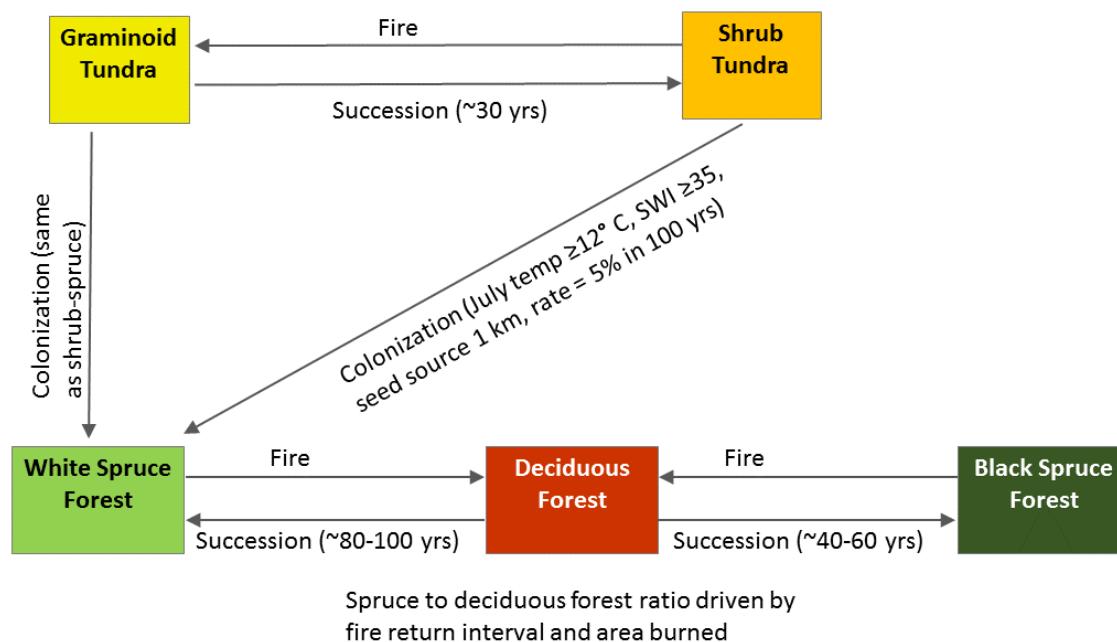 Graminoid
Tundra
Fire
Shrub
Tundra
Succession (~30 yrs)
Colonization (same
as shrub-spruce)
Colonization (July temp ≥12° C, SWI ≥35,
seed source 1 km, rate = 5% in 100 yrs)
White Spruce
Forest
Fire
Succession (~80-100 yrs)
Deciduous
Forest
Fire
Succession (~40-60 yrs)
Black Spruce
Forest
Spruce to deciduous forest ratio driven by
fire return interval and area burned